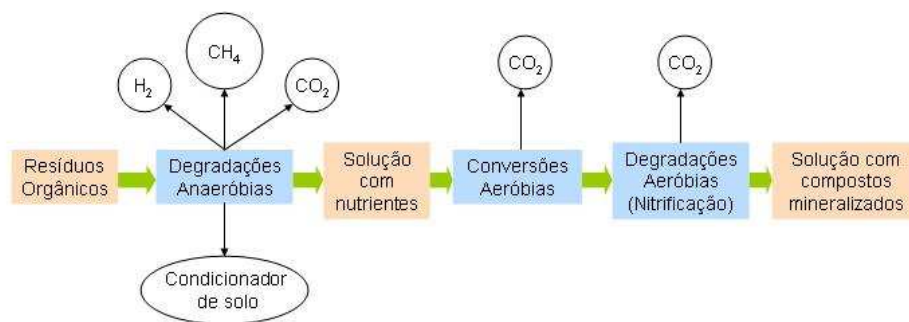 CH4
H2
CO2
CO2
CO2
Resíduos
Orgânicos
Degradações
Anaeróbias
Solução
com
nutrientes
Conversões
Aeróbias
Degradações
Aeróbias
(Nitrificação)
Solução com
compostos
mineralizados
Condicionador
de solo